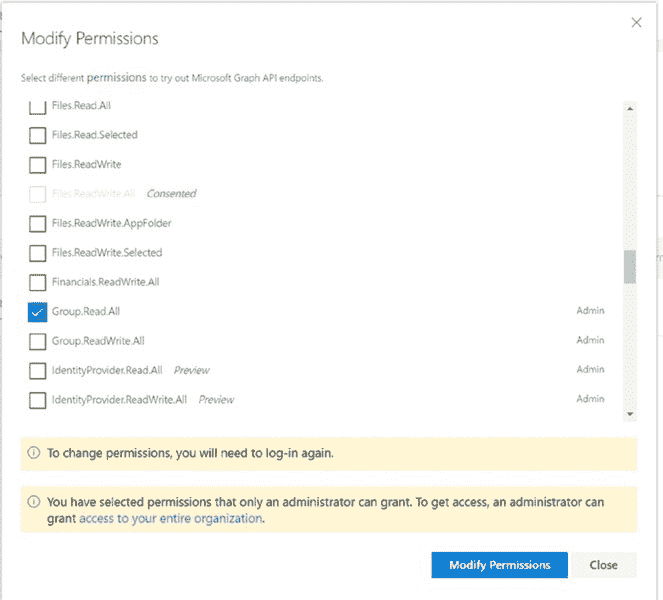 Modify Permissions
Select different permissions to try out Microsoft Graph API endpoints.
Files.Read.All
Files.Read.Selected
Files.ReadWrite
Files.ReadWrite.All Consented
Files.ReadWrite.AppFolder
Files.ReadWrite.Selected
Financials.ReadWrite.All
Group.Read.All Admin
Group.ReadWrite.All Admin
IdentityProvider.Read.All Preview Admin
IdentityProvider.ReadWrite.All Preview Admin
To change permissions, you will need to log-in again.
You have selected permissions that only an administrator can grant. To get access, an administrator can
grant access to your entire organization.
Modify Permissions Close